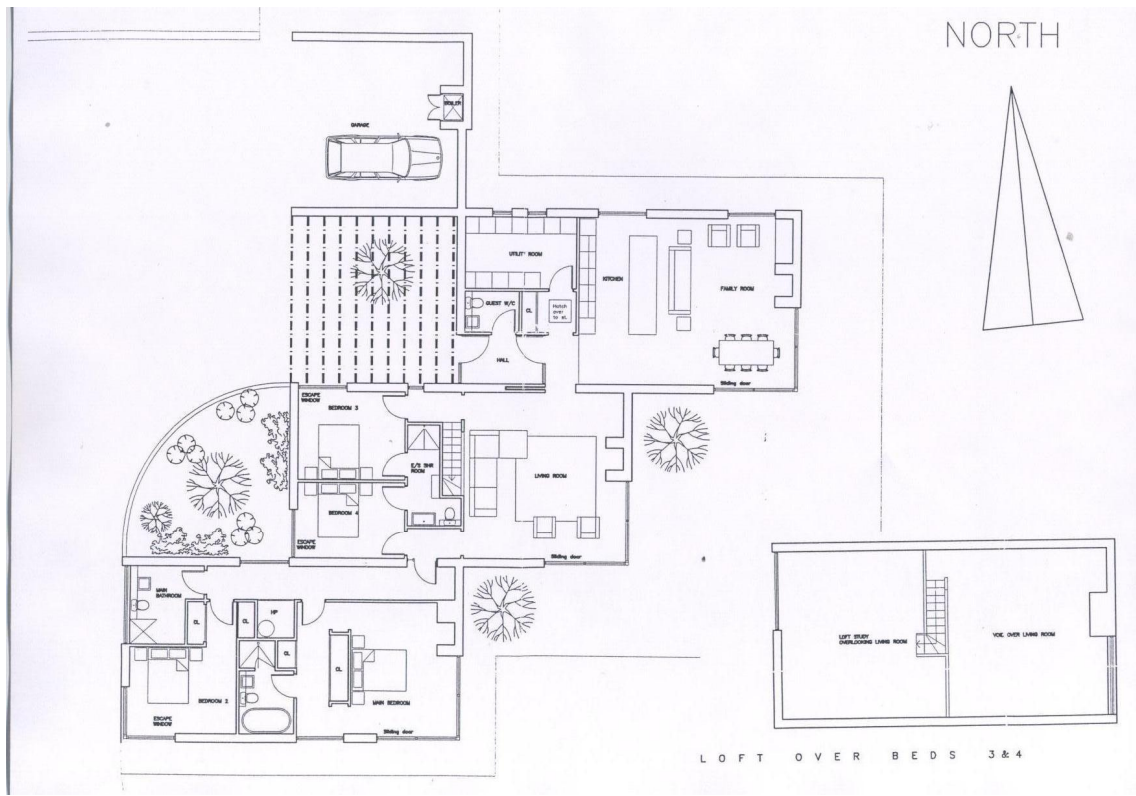 NORTH
BOILER
GARAGE
UTILITY ROOM
KITCHEN
FAMILY ROOM
GUEST W/C
CL
Hatch
over
to st.
HALL
Sliding door
ESCAPE
WINDOW
BEDROOM 3
E/S SHR
ROOM
LIVING ROOM
BEDROOM 4
ESCAPE
WINDOW
Sliding door
MAIN
BATHROOM
CL
CL
HP
CL
CL
LOFT STUDY
OVERLOOKING LIVING ROOM
VOID OVER LIVING ROOM
BEDROOM 2
MAIN BEDROOM
ESCAPE
WINDOW
Sliding door
LOFT OVER BEDS 3&4